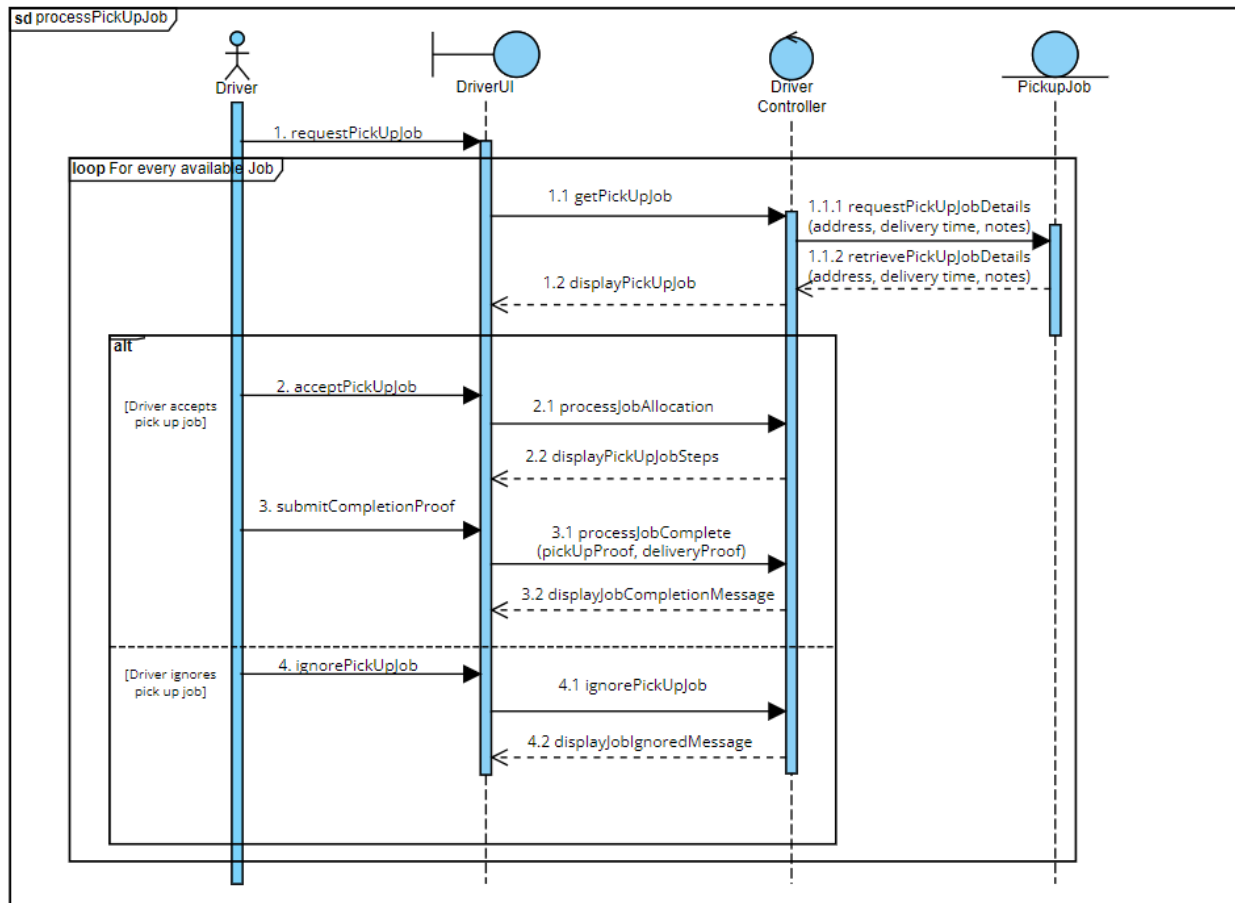 sd processPickUpJob
Driver
DriverUI
Driver
Controller
PickupJob
1. requestPickUpJob
loop For every available Job
1.1 getPickUpJob
1.1.1 requestPickUpJobDetails
(address, delivery time, notes)
1.1.2 retrievePickUpJobDetails
(address, delivery time, notes)
1.2 displayPickUpJob
alt
[Driver accepts
pick up job]
2. acceptPickUpJob
2.1 processJobAllocation
2.2 displayPickUpJobSteps
3. submitCompletionProof
3.1 processJobComplete
(pickUpProof, deliveryProof)
3.2 displayJobCompletionMessage
[Driver ignores
pick up job]
4. ignorePickUpJob
4.1 ignorePickUpJob
4.2 displayJobIgnoredMessage